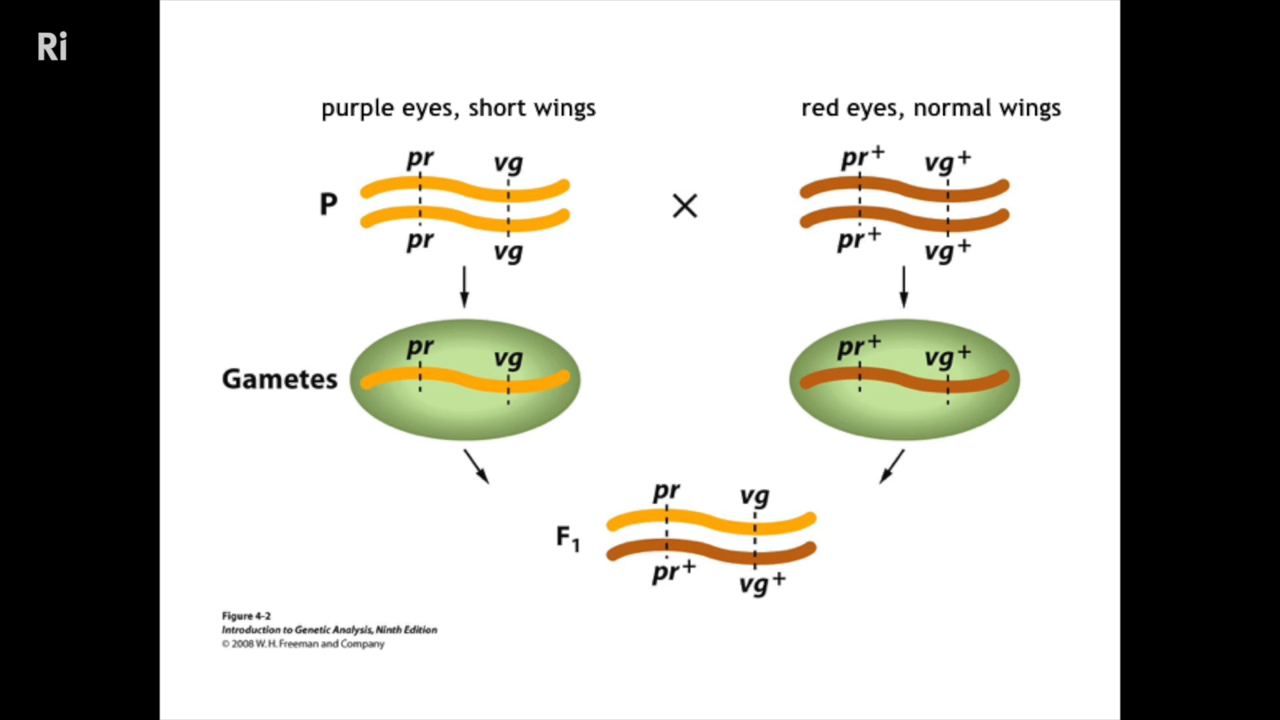 Ri
purple eyes, short wings
red eyes, normal wings
pr vg
pr+ vg+
P
×
pr vg
pr+ vg+
pr vg
pr+ vg+
Gametes
pr vg
F1
pr+ vg+
Figure 4-2
Introduction to Genetic Analysis, Ninth Edition
© 2008 W. H. Freeman and Company